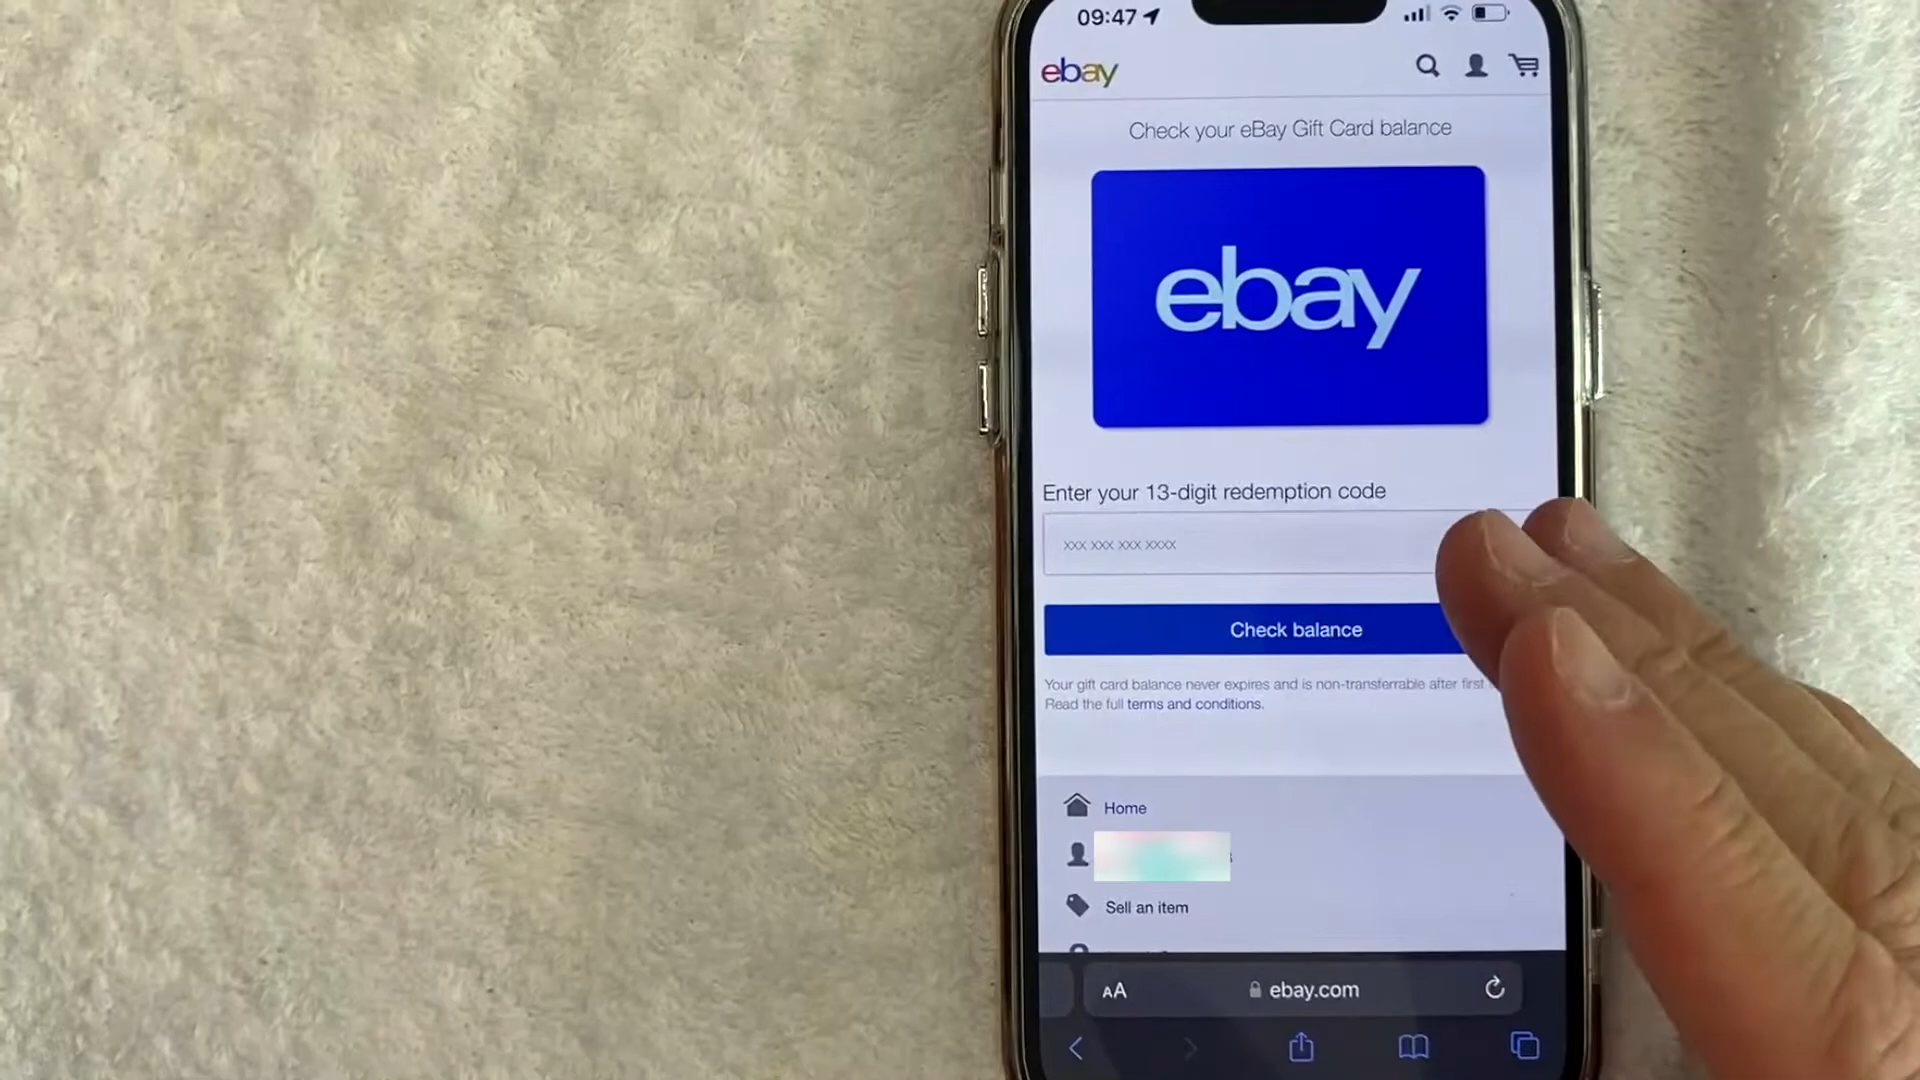 09:47
ebay
Check your eBay Gift Card balance
ebay
Enter your 13-digit redemption code
xxx xxx xxx xxxx
Check balance
Your gift card balance never expires and is non-transferrable after first
Read the full terms and conditions.
Home
Sell an item
AA ebay.com